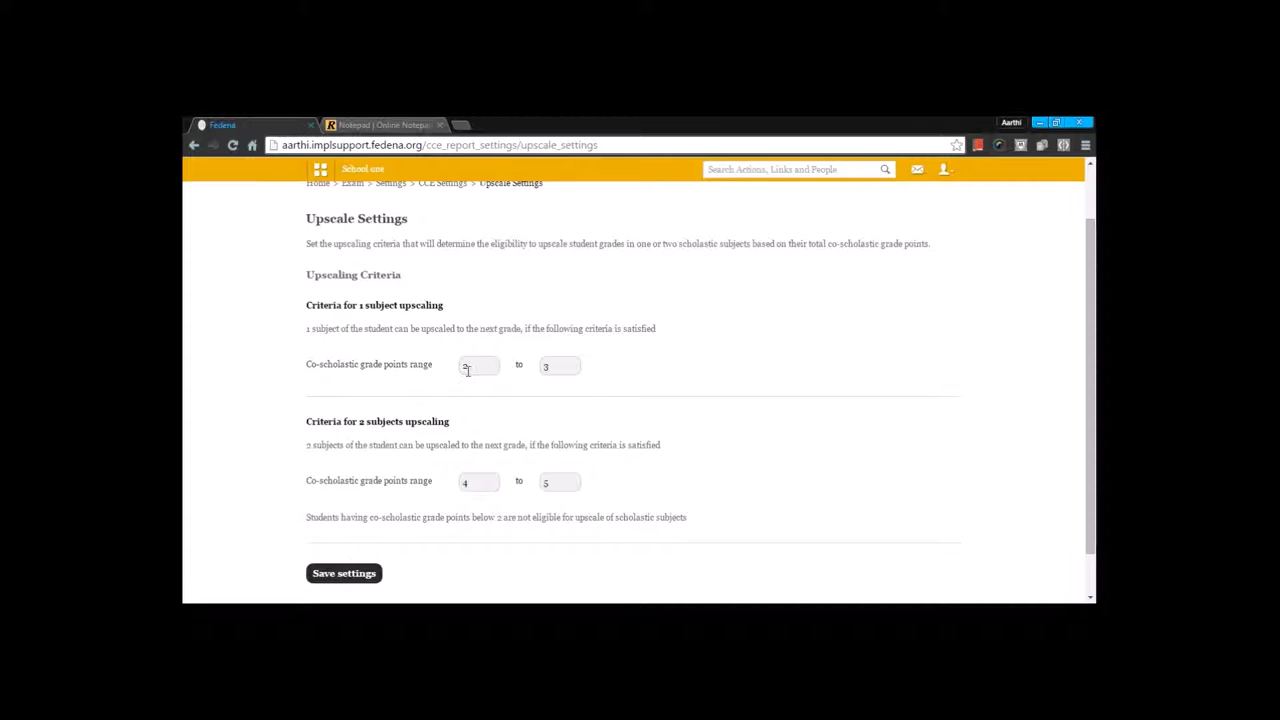 Aarthi
Fedena
Notepad | Online Notepa
aarthi.implsupport.fedena.org/cce_report_settings/upscale_settings
School one
Search Actions, Links and People
Home > Exam > Settings > CCE Settings > Upscale Settings
Upscale Settings
Set the upscaling criteria that will determine the eligibility to upscale student grades in one or two scholastic subjects based on their total co-scholastic grade points.
Upscaling Criteria
Criteria for 1 subject upscaling
1 subject of the student can be upscaled to the next grade, if the following criteria is satisfied
Co-scholastic grade points range 2 to 3
Criteria for 2 subjects upscaling
2 subjects of the student can be upscaled to the next grade, if the following criteria is satisfied
Co-scholastic grade points range 4 to 5
Students having co-scholastic grade points below 2 are not eligible for upscale of scholastic subjects
Save settings